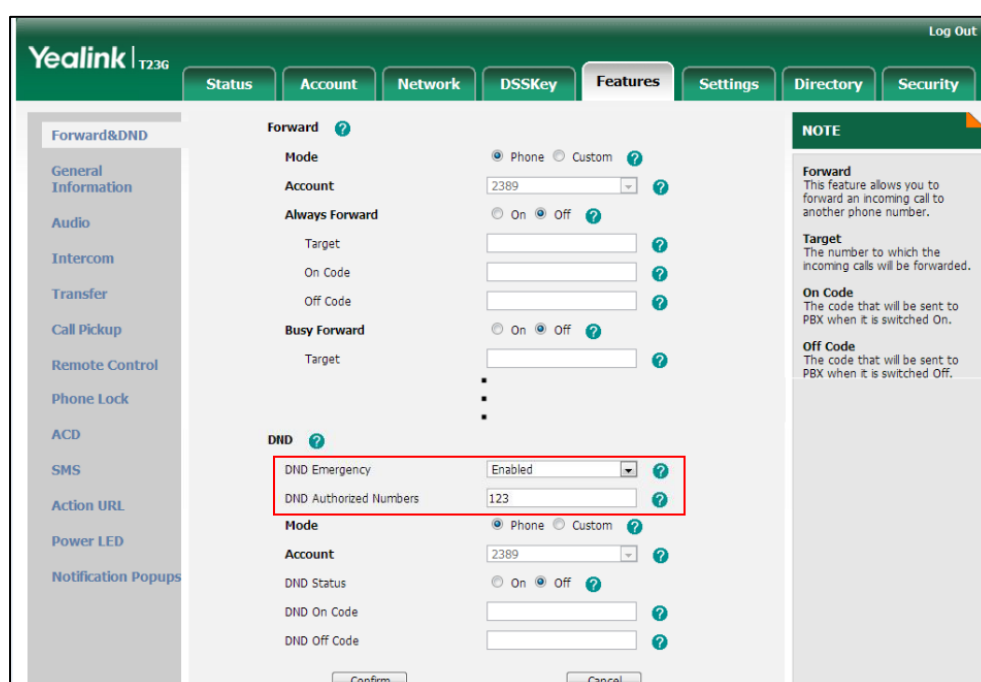 Log Out
Yealink | T23G
Status Account Network DSSKey Features Settings Directory Security
Forward&DND
General
Information
Audio
Intercom
Transfer
Call Pickup
Remote Control
Phone Lock
ACD
SMS
Action URL
Power LED
Notification Popups
Forward ?
Mode Phone Custom ?
Account 2389 ?
Always Forward On Off ?
Target ?
On Code ?
Off Code ?
Busy Forward On Off ?
Target ?
DND ?
DND Emergency Enabled ?
DND Authorized Numbers 123 ?
Mode Phone Custom ?
Account 2389 ?
DND Status On Off ?
DND On Code ?
DND Off Code ?
Confirm Cancel
NOTE
Forward
This feature allows you to
forward an incoming call to
another phone number.
Target
The number to which the
incoming calls will be forwarded.
On Code
The code that will be sent to
PBX when it is switched On.
Off Code
The code that will be sent to
PBX when it is switched Off.